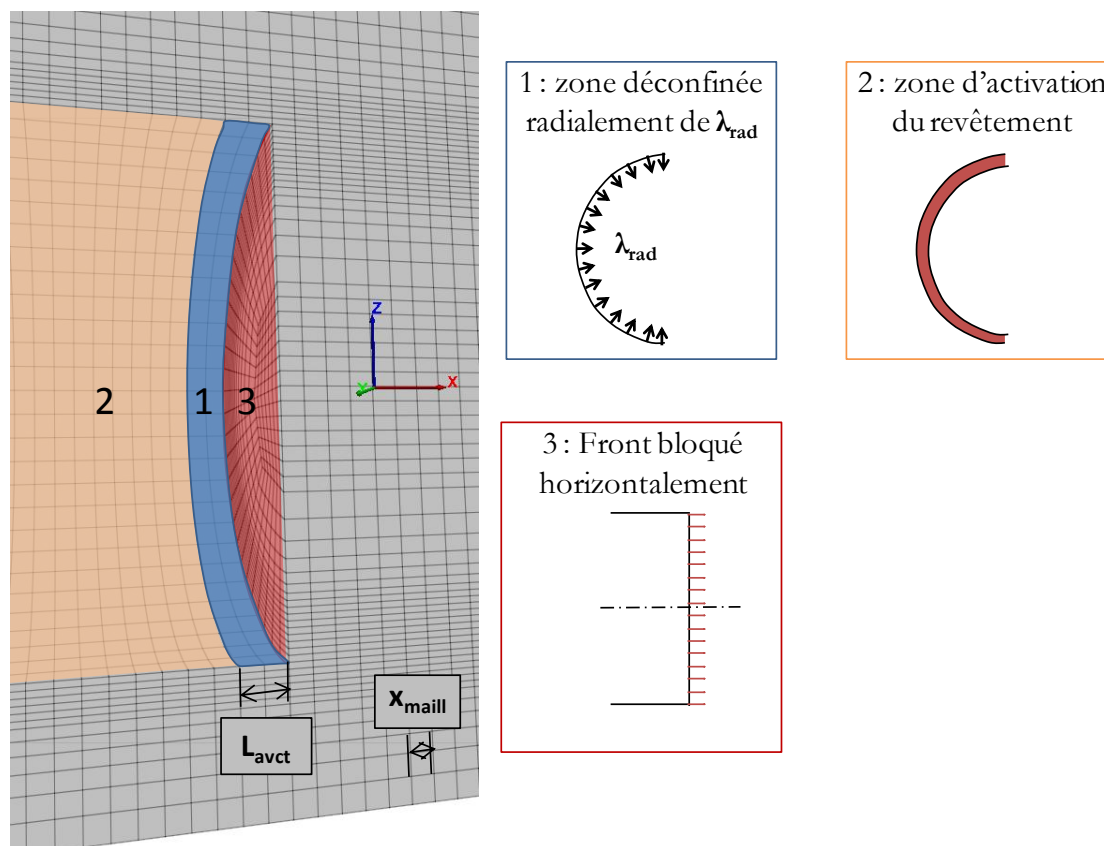 1 : zone déconfinée
radialement de λrad
λrad
2 : zone d'activation
du revêtement
3 : Front bloqué
horizontalement
2
1
3
Z
Y
X
xmaill
Lavct